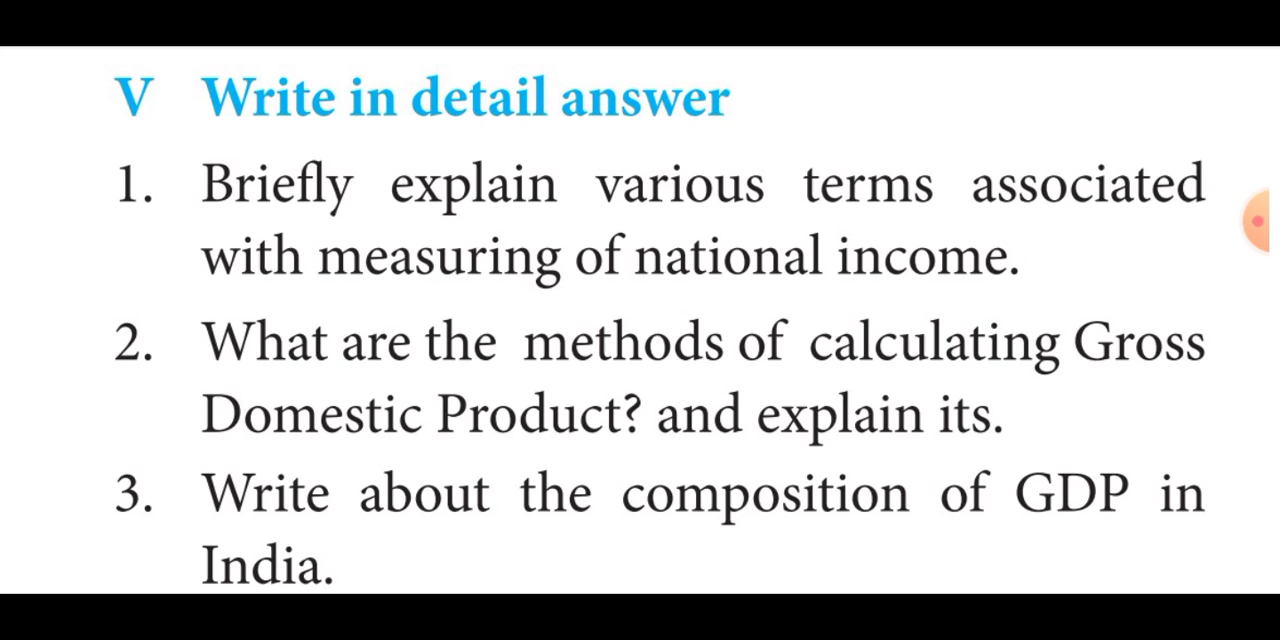 V Write in detail answer
1. Briefly explain various terms associated
with measuring of national income.
2. What are the methods of calculating Gross
Domestic Product? and explain its.
3. Write about the composition of GDP in
India.